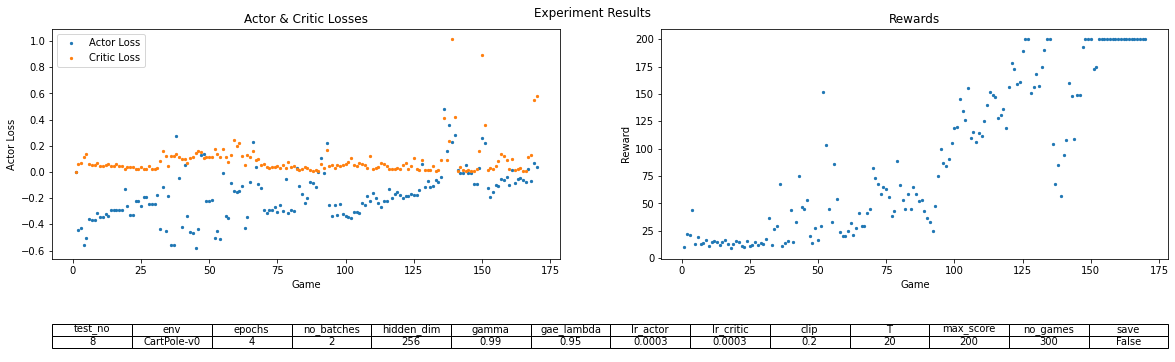 Experiment Results
Actor & Critic Losses
Actor Loss
Critic Loss
Actor Loss
1.0
0.8
0.6
0.4
0.2
0.0
−0.2
−0.4
−0.6
0 25 50 75 100 125 150 175
Game
Rewards
Reward
200
175
150
125
100
75
50
25
0
0 25 50 75 100 125 150 175
Game
test_no env epochs no_batches hidden_dim gamma gae_lambda lr_actor lr_critic clip T max_score no_games save
8 CartPole-v0 4 2 256 0.99 0.95 0.0003 0.0003 0.2 20 200 300 False